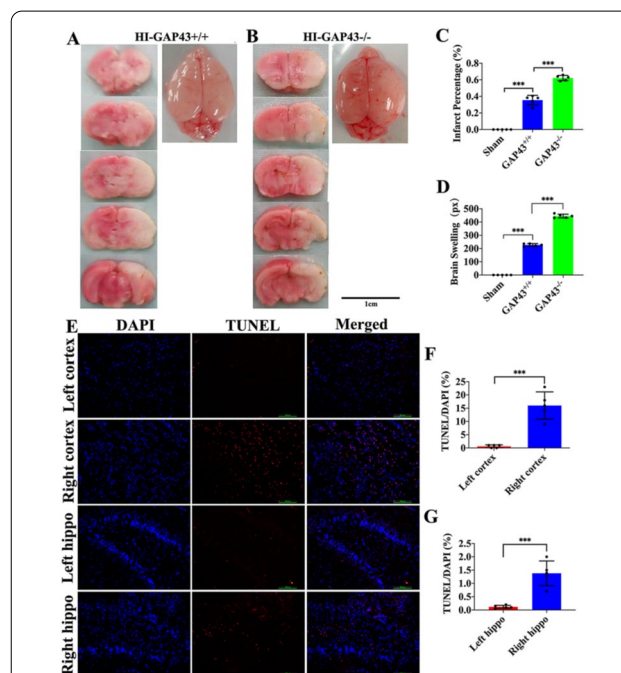 A HI-GAP43+/+
B HI-GAP43-/-
1cm
C
Infarct Percentage (%)
0.8
0.6
0.4
0.2
0.0
***
***
Sham
GAP43+/+
GAP43-/-
D
Brain Swelling (px)
400
300
200
100
0
***
***
Sham
GAP43+/+
GAP43-/-
E DAPI TUNEL Merged
Left cortex
Right cortex
Left hippo
Right hippo
F
TUNEL/DAPI (%)
25
20
15
10
5
0
***
Left cortex
Right cortex
G
TUNEL/DAPI (%)
2.5
2.0
1.5
1.0
0.5
0.0
***
Left hippo
Right hippo